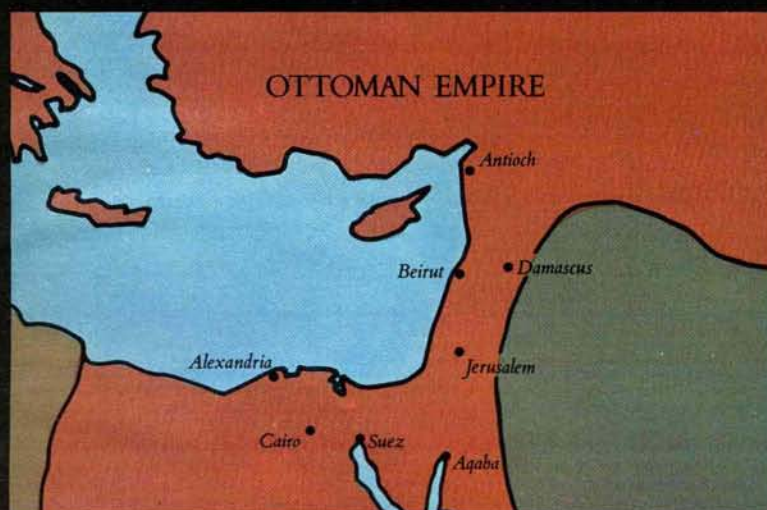 OTTOMAN EMPIRE
Antioch
Beirut
Damascus
Alexandria
Jerusalem
Cairo
Suez
Aqaba